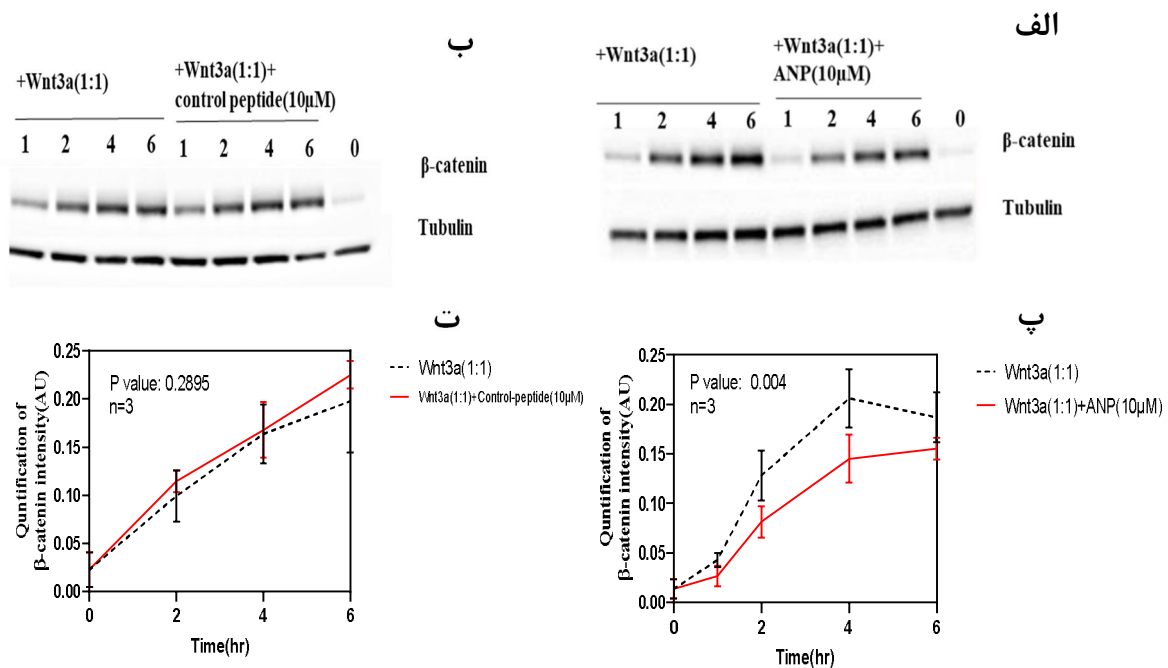 الف
+Wnt3a(1:1)
+Wnt3a(1:1)+
ANP(10µM)
1 2 4 6 1 2 4 6 0
β-catenin
Tubulin
ب
+Wnt3a(1:1)
+Wnt3a(1:1)+
control peptide(10µM)
1 2 4 6 1 2 4 6 0
β-catenin
Tubulin
پ
P value: 0.004
n=3
Wnt3a(1:1)
Wnt3a(1:1)+ANP(10µM)
Quntification of
β-catenin intensity(AU)
0.25
0.20
0.15
0.10
0.05
0.00
0 2 4 6
Time(hr)
ت
P value: 0.2895
n=3
Wnt3a(1:1)
Wnt3a(1:1)+Control-peptide(10µM)
Quntification of
β-catenin intensity(AU)
0.25
0.20
0.15
0.10
0.05
0.00
0 2 4 6
Time(hr)